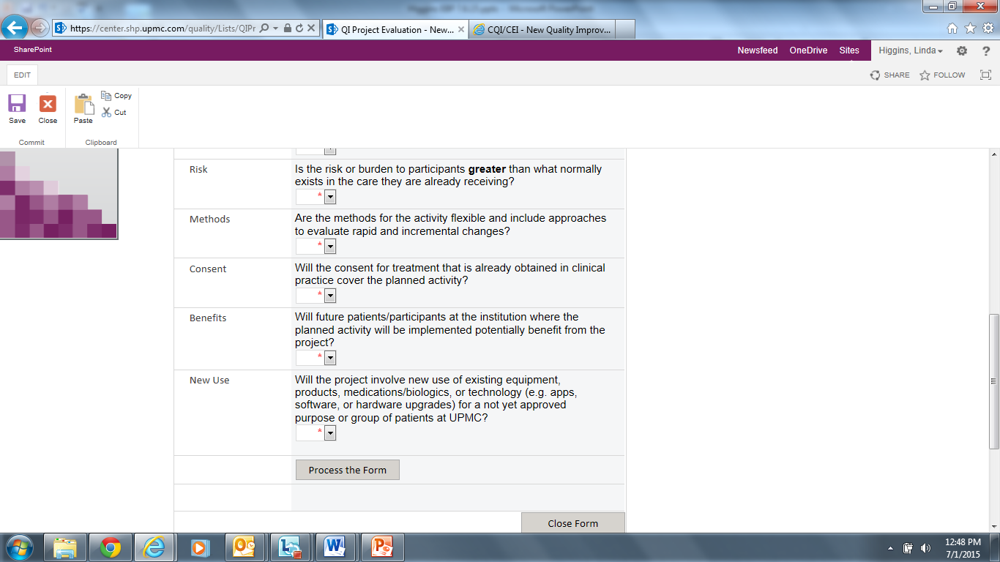 https://center.shp.upmc.com/quality/Lists/QIPr
QI Project Evaluation - New...
CQI/CEI - New Quality Improv...
SharePoint
Newsfeed
OneDrive
Sites
Higgins, Linda
?
EDIT
SHARE
FOLLOW
Save
Close
Paste
Copy
Cut
Commit
Clipboard
Risk
Is the risk or burden to participants greater than what normally
exists in the care they are already receiving?
*
Methods
Are the methods for the activity flexible and include approaches
to evaluate rapid and incremental changes?
*
Consent
Will the consent for treatment that is already obtained in clinical
practice cover the planned activity?
*
Benefits
Will future patients/participants at the institution where the
planned activity will be implemented potentially benefit from the
project?
*
New Use
Will the project involve new use of existing equipment,
products, medications/biologics, or technology (e.g. apps,
software, or hardware upgrades) for a not yet approved
purpose or group of patients at UPMC?
*
Process the Form
Close Form
12:48 PM
7/1/2015